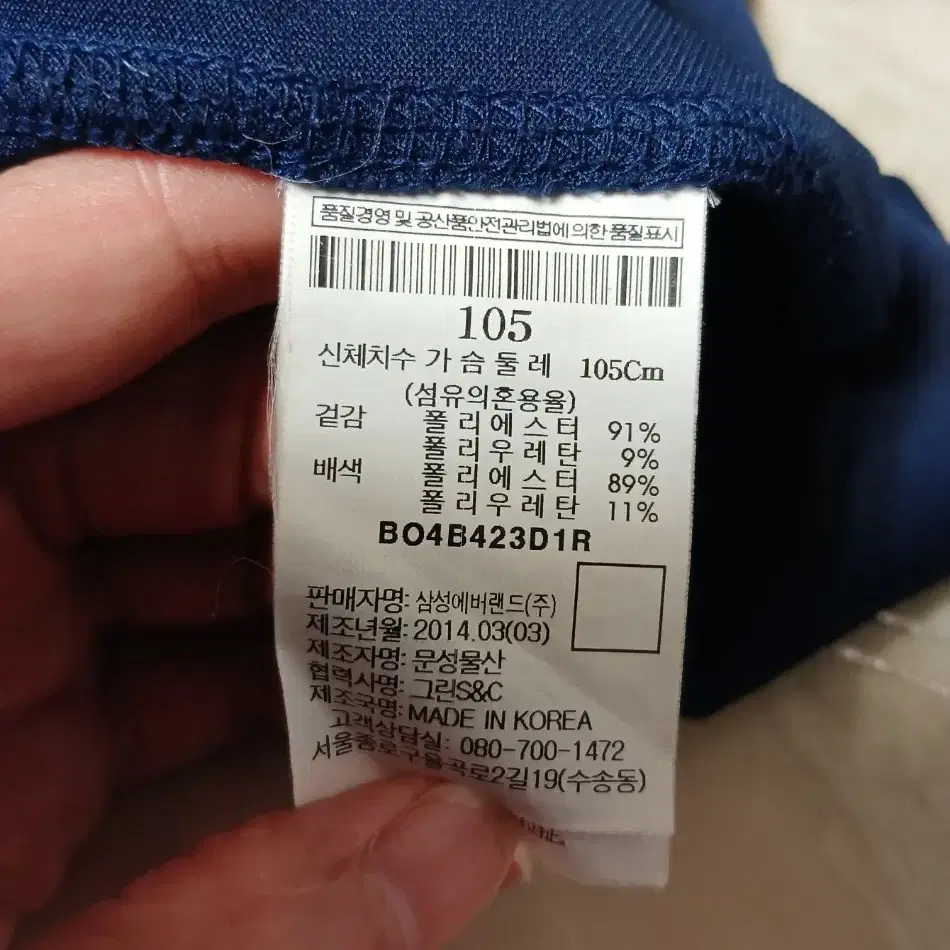 품질경영 및 공산품안전관리법에 의한 품질표시
105
신체치수 가 슴 둘 레 105Cm
(섬유의혼용율)
겉감 폴 리 에 스 터 91%
폴 리 우 레 탄 9%
배색 폴 리 에 스 터 89%
폴 리 우 레 탄 11%
BO4B423D1R
판매자명: 삼성에버랜드(주)
제조년월: 2014.03(03)
제조자명: 문성물산
협력사명: 그린S&C
제조국명: MADE IN KOREA
고객상담실: 080-700-1472
서울종로구율곡로2길19(수송동)